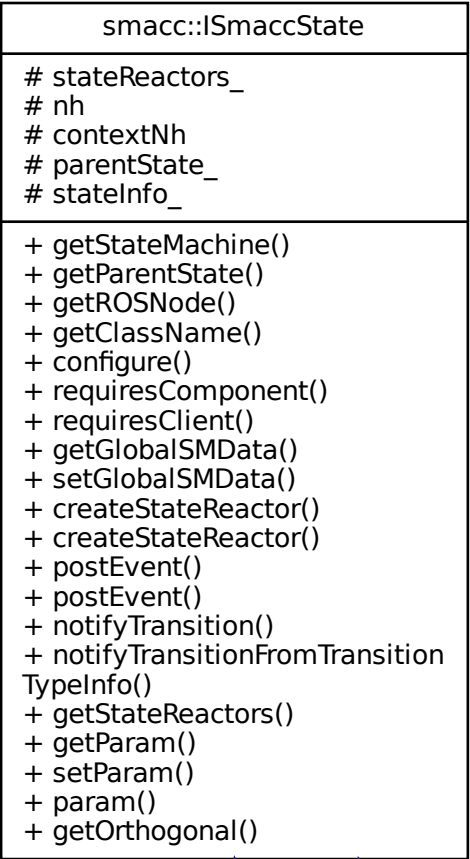 smacc::ISmaccState
# stateReactors_
# nh
# contextNh
# parentState_
# stateInfo_
+ getStateMachine()
+ getParentState()
+ getROSNode()
+ getClassName()
+ configure()
+ requiresComponent()
+ requiresClient()
+ getGlobalSMData()
+ setGlobalSMData()
+ createStateReactor()
+ createStateReactor()
+ postEvent()
+ postEvent()
+ notifyTransition()
+ notifyTransitionFromTransition
TypeInfo()
+ getStateReactors()
+ getParam()
+ setParam()
+ param()
+ getOrthogonal()